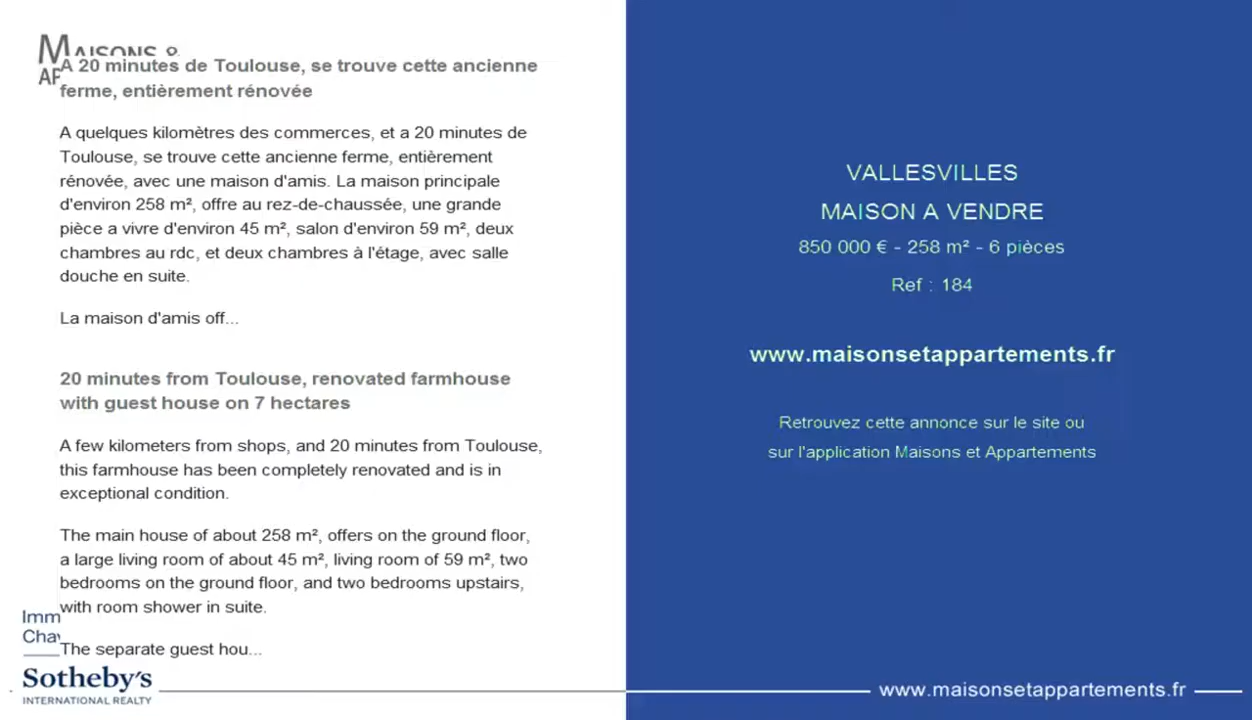 MAISONS &
AP
A 20 minutes de Toulouse, se trouve cette ancienne
ferme, entièrement rénovée
A quelques kilomètres des commerces, et a 20 minutes de
Toulouse, se trouve cette ancienne ferme, entièrement
rénovée, avec une maison d'amis. La maison principale
d'environ 258 m², offre au rez-de-chaussée, une grande
pièce a vivre d'environ 45 m², salon d'environ 59 m², deux
chambres au rdc, et deux chambres à l'étage, avec salle
douche en suite.
La maison d'amis off...
20 minutes from Toulouse, renovated farmhouse
with guest house on 7 hectares
A few kilometers from shops, and 20 minutes from Toulouse,
this farmhouse has been completely renovated and is in
exceptional condition.
The main house of about 258 m², offers on the ground floor,
a large living room of about 45 m², living room of 59 m², two
bedrooms on the ground floor, and two bedrooms upstairs,
with room shower in suite.
The separate guest hou...
Imm
Cha
Sotheby's
INTERNATIONAL REALTY
VALLESVILLES
MAISON A VENDRE
850 000 € - 258 m² - 6 pièces
Ref : 184
www.maisonsetappartements.fr
Retrouvez cette annonce sur le site ou
sur l'application Maisons et Appartements
www.maisonsetappartements.fr